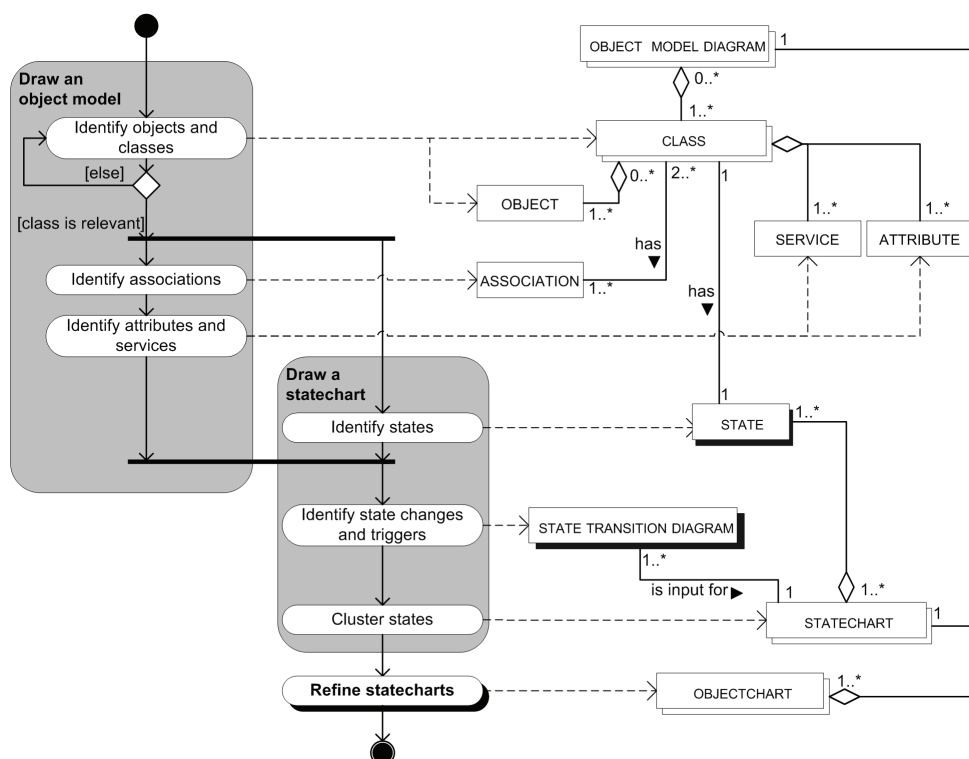 Draw an
object model
Identify objects and
classes
[else]
[class is relevant]
Identify associations
Identify attributes and
services
Draw a
statechart
Identify states
Identify state changes
and triggers
Cluster states
Refine statecharts
OBJECT MODEL DIAGRAM
1
0..*
1..*
CLASS
0..*
2..*
1
OBJECT
1..*
1..*
1..*
SERVICE
ATTRIBUTE
has
ASSOCIATION
1..*
has
1
STATE
1..*
STATE TRANSITION DIAGRAM
1..*
is input for
1
1..*
STATECHART
1
OBJECTCHART
1..*